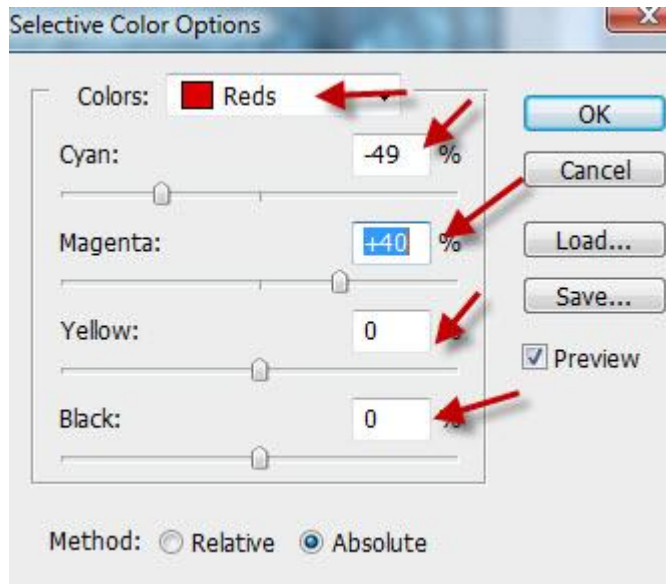 Selective Color Options
Colors: Reds
OK
Cyan: -49 %
Cancel
Magenta: +40 %
Load...
Save...
Yellow: 0 %
Preview
Black: 0 %
Method: Relative Absolute